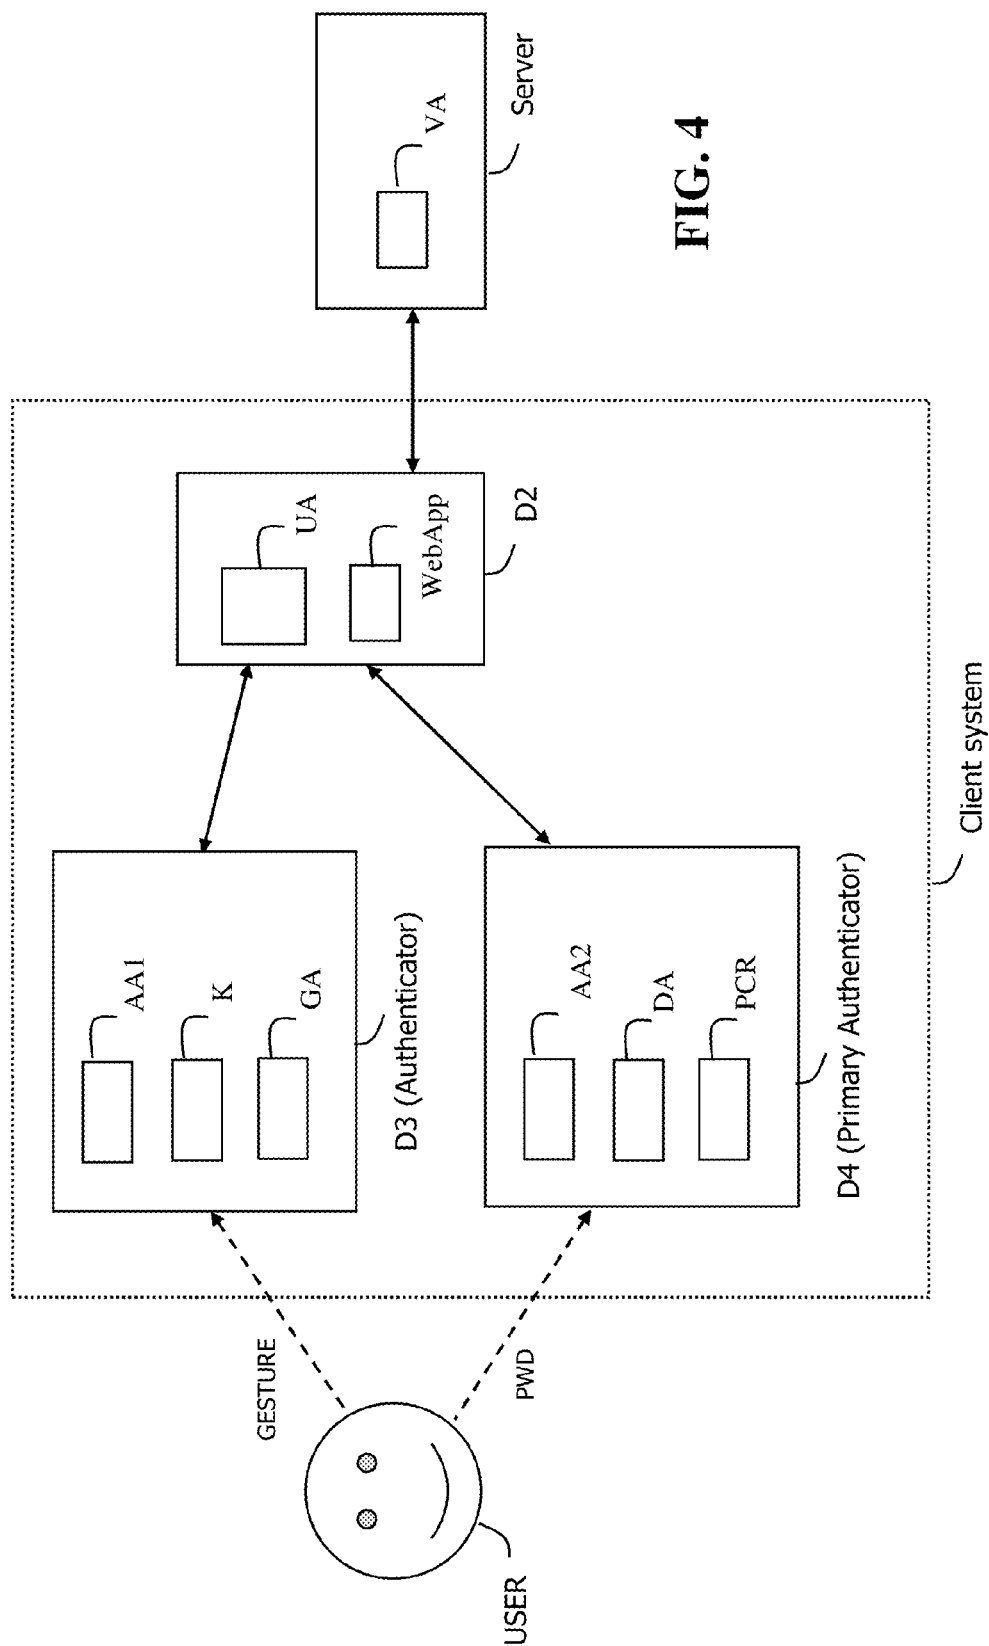 USER
GESTURE
PWD
AA1
K
GA
D3 (Authenticator)
AA2
DA
PCR
D4 (Primary Authenticator)
UA
WebApp
D2
Client system
VA
Server
FIG. 4